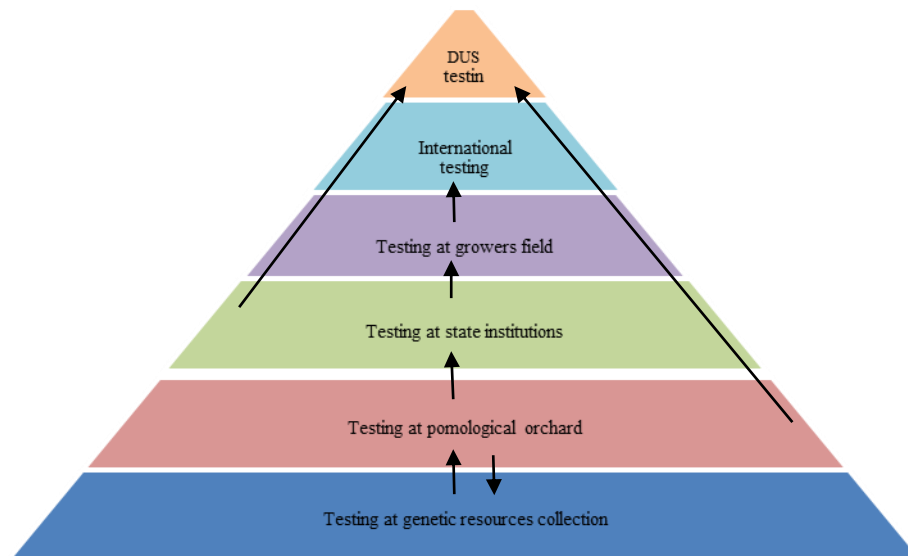 DUS
testin
International
testing
Testing at growers field
Testing at state institutions
Testing at pomological orchard
Testing at genetic resources collection